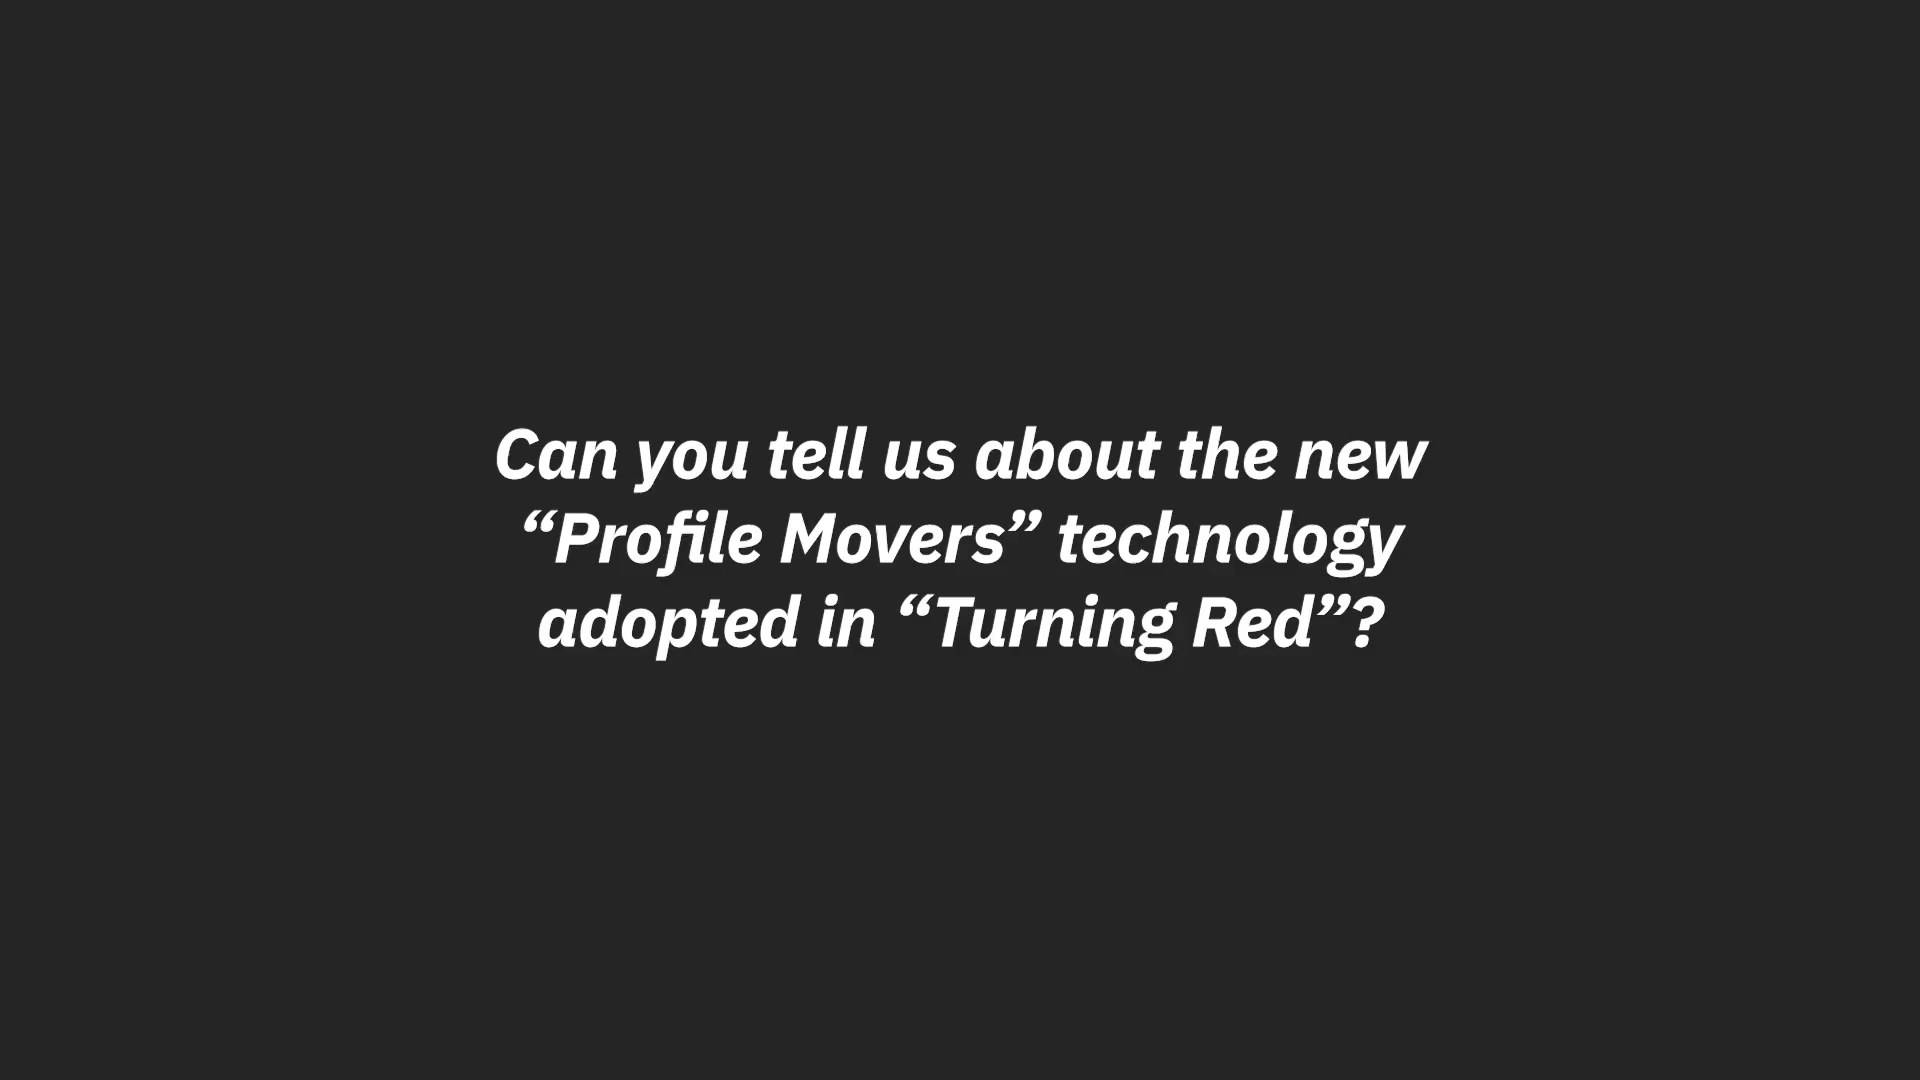 Can you tell us about the new
“Profile Movers” technology
adopted in “Turning Red”?